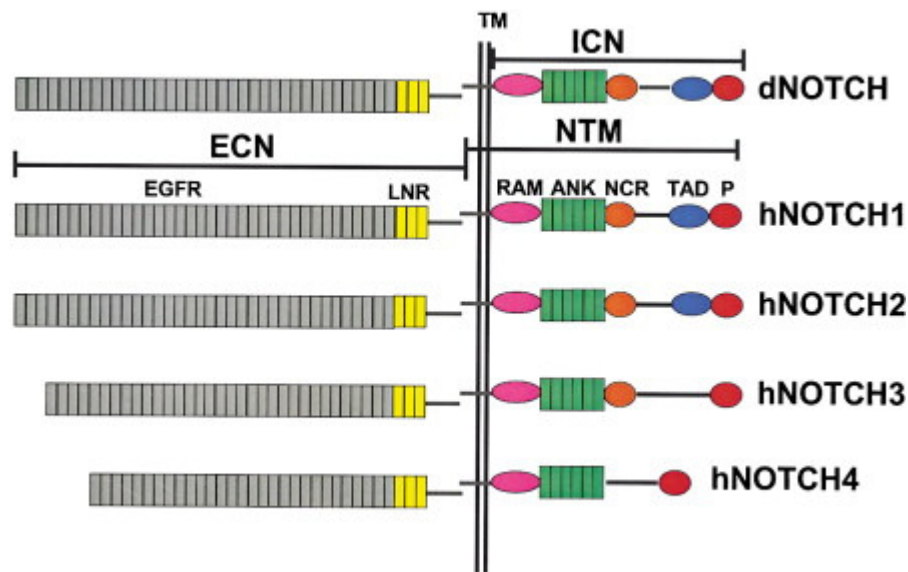 TM
ICN
dNOTCH
ECN
NTM
EGFR
LNR
RAM
ANK
NCR
TAD
P
hNOTCH1
hNOTCH2
hNOTCH3
hNOTCH4